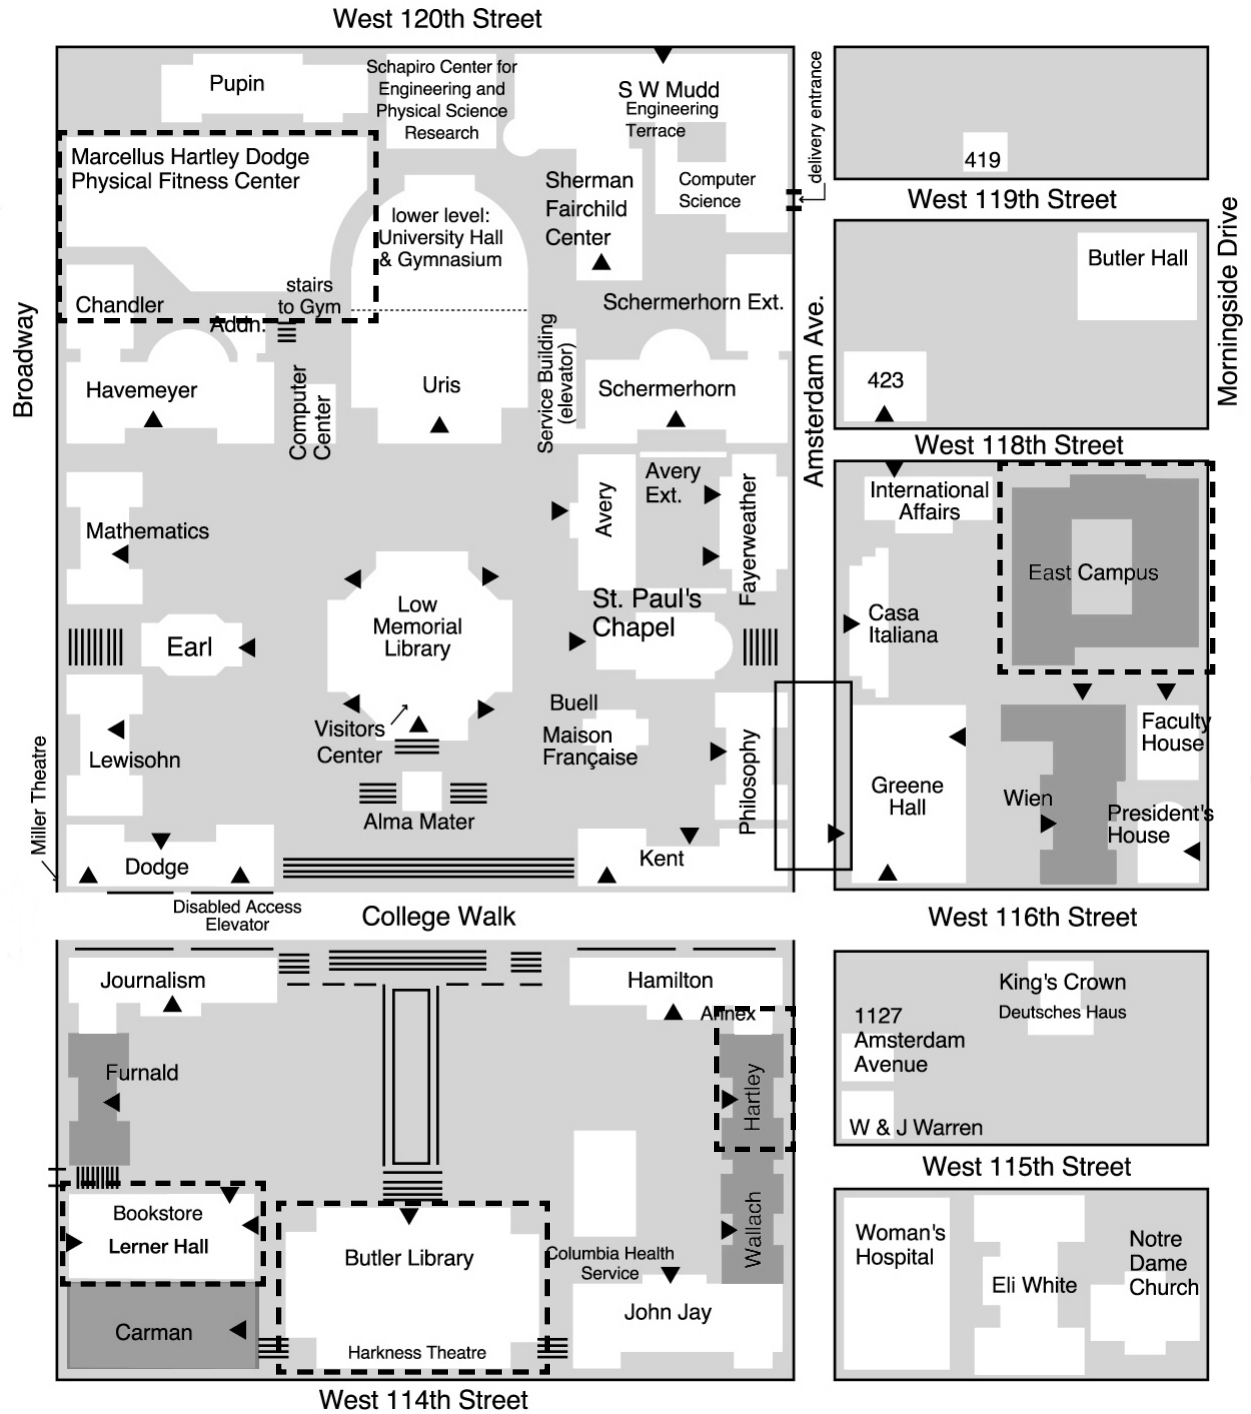 West 120th Street
Pupin
Schapiro Center for
Engineering and
Physical Science
Research
S W Mudd
Engineering
Terrace
delivery entrance
419
Marcellus Hartley Dodge
Physical Fitness Center
Sherman
Fairchild
Center
Computer
Science
West 119th Street
lower level:
University Hall
& Gymnasium
Butler Hall
Morningside Drive
Chandler
stairs
to Gym
Schermerhorn Ext.
Broadway
Addn.
Amsterdam Ave.
Havemeyer
Computer
Center
Uris
Service Building
(elevator)
Schermerhorn
423
West 118th Street
Avery
Avery
Ext.
Fayerweather
International
Affairs
Mathematics
East Campus
Low
Memorial
Library
St. Paul's
Chapel
Casa
Italiana
Earl
Visitors
Center
Buell
Maison
Française
Philosophy
Faculty
House
Lewisohn
Miller Theatre
Greene
Hall
Wien
President's
House
Alma Mater
Dodge
Kent
Disabled Access
Elevator
College Walk
West 116th Street
Journalism
Hamilton
Annex
King's Crown
Deutsches Haus
1127
Amsterdam
Avenue
Furnald
Hartley
W & J Warren
West 115th Street
Bookstore
Lerner Hall
Butler Library
Wallach
Columbia Health
Service
Woman's
Hospital
Eli White
Notre
Dame
Church
Carman
Harkness Theatre
John Jay
West 114th Street